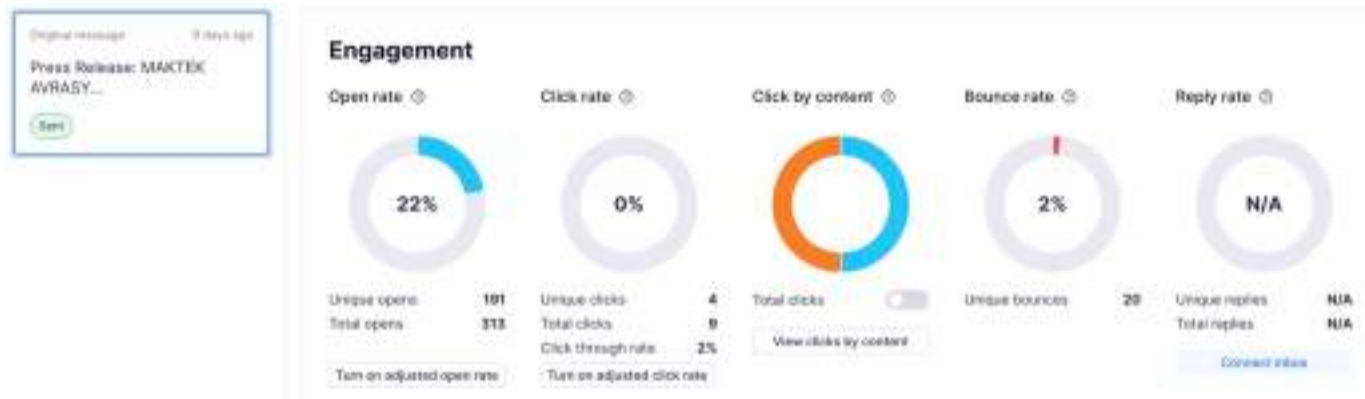 Original message 9 days ago
Press Release: MAKTEK
AVRASY...
Sent
Engagement
Open rate
Click rate
Click by content
Bounce rate
Reply rate
22%
0%
2%
N/A
Unique opens 191
Total opens 313
Turn on adjusted open rate
Unique clicks 4
Total clicks 9
Click through rate 2%
Turn on adjusted click rate
Total clicks
View clicks by content
Unique bounces 20
Unique replies N/A
Total replies N/A
Connect inbox